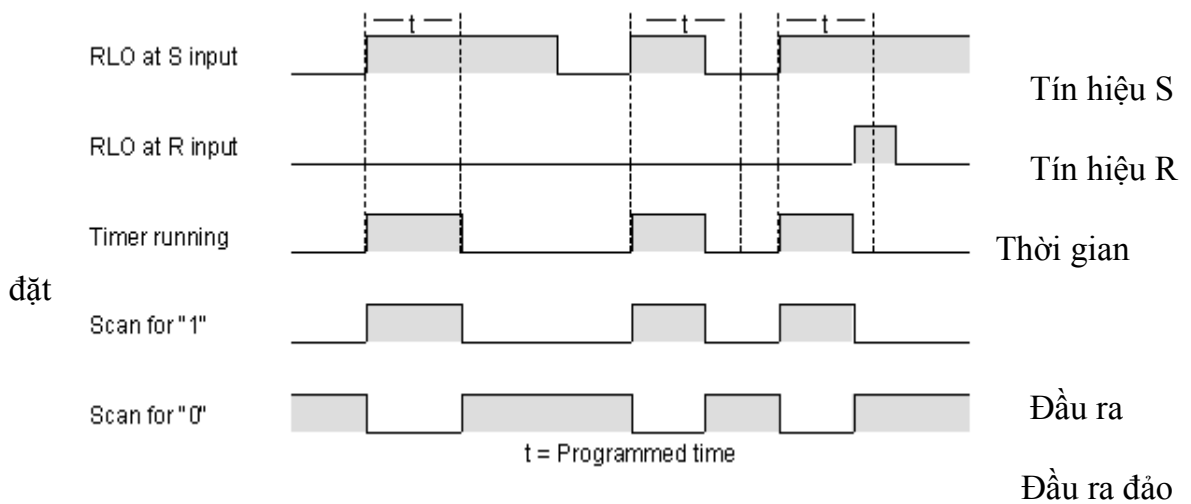 t t t
RLO at S input
Tín hiệu S
RLO at R input
Tín hiệu R
Timer running
Thời gian
đặt
Scan for "1"
Scan for "0"
Đầu ra
t = Programmed time
Đầu ra đảo